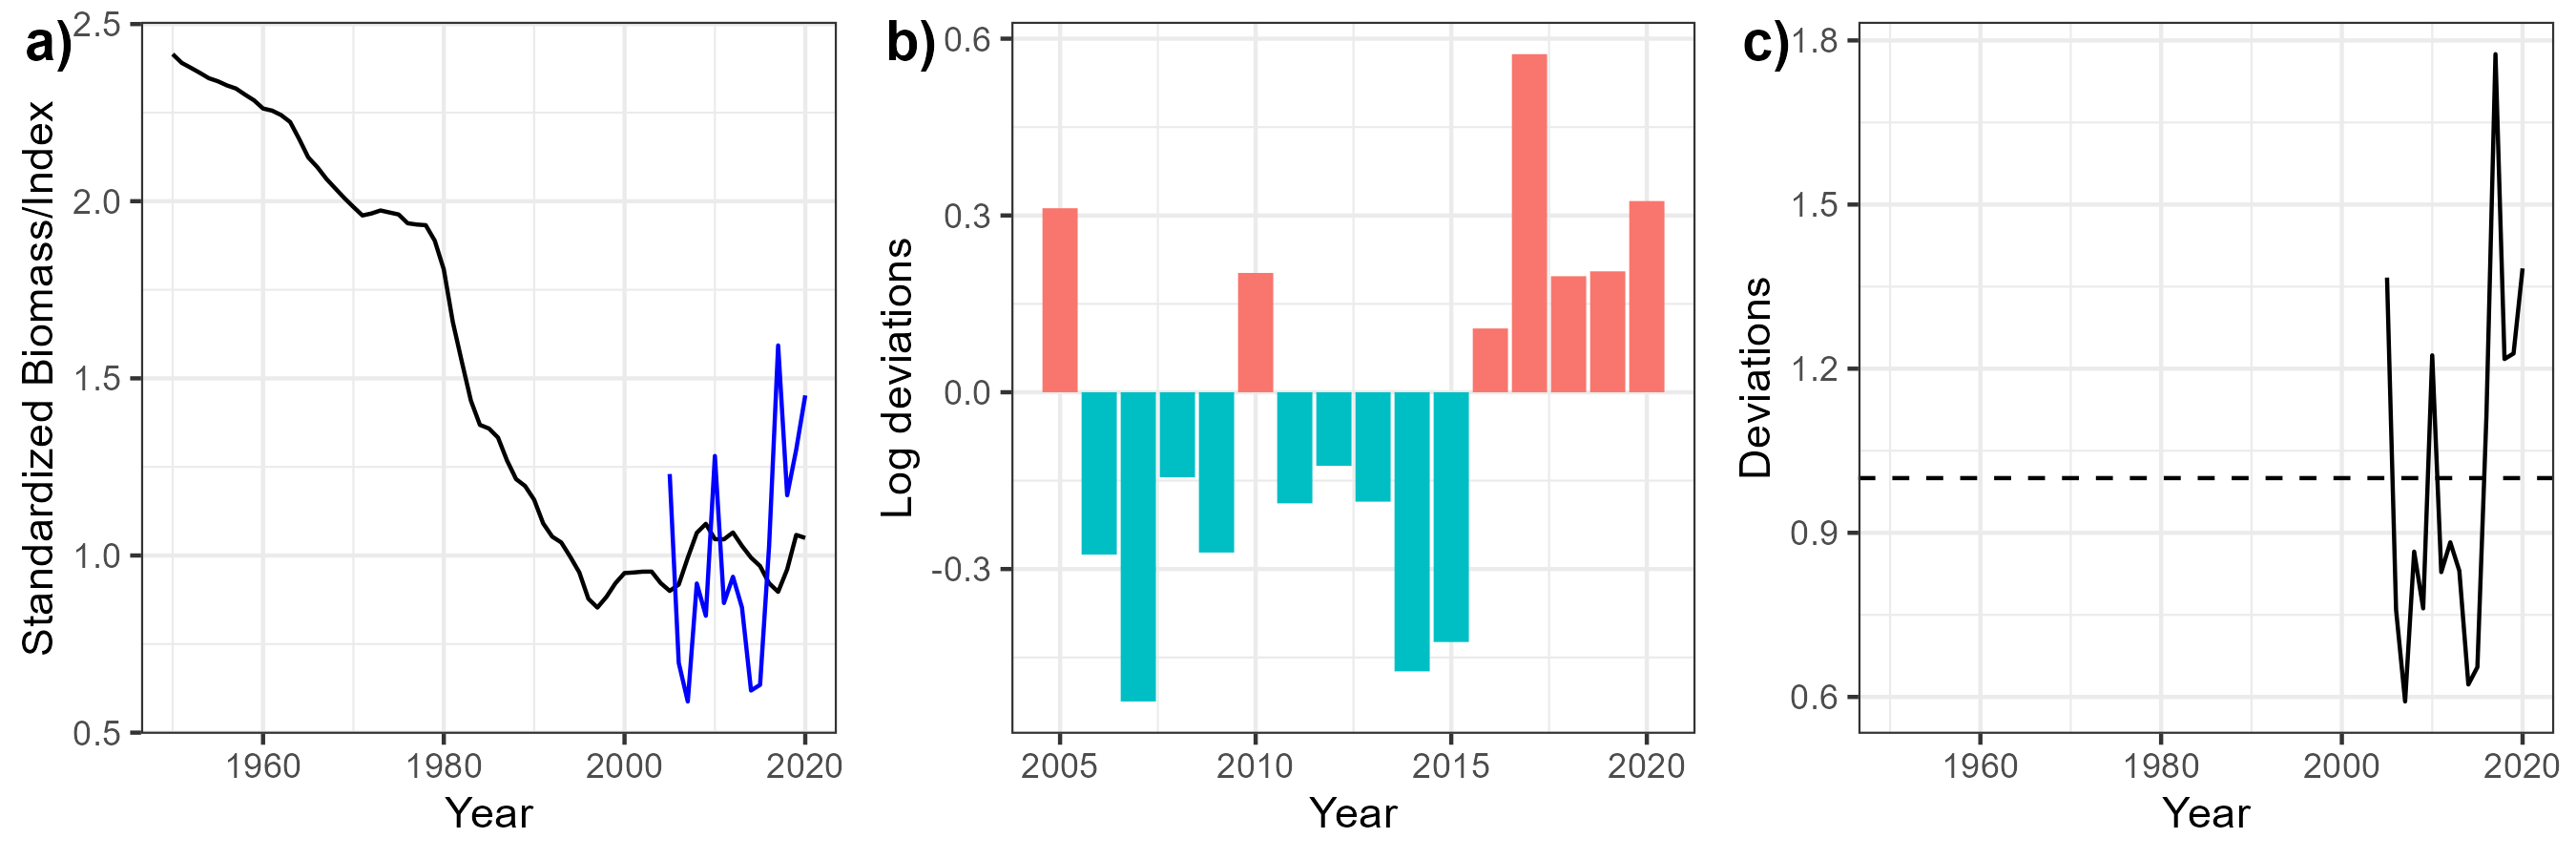 a)
Standardized Biomass/Index
2.5
2.0
1.5
1.0
0.5
1960 1980 2000 2020
Year
b)
Log deviations
0.6
0.3
0.0
-0.3
2005 2010 2015 2020
Year
c)
Deviations
1.8
1.5
1.2
0.9
0.6
1960 1980 2000 2020
Year